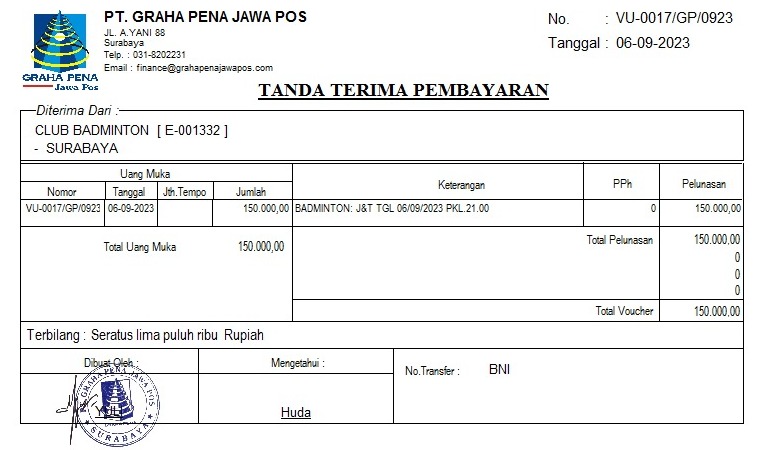 GRAHA PENA
Jawa Pos
PT. GRAHA PENA JAWA POS
JL. A.YANI 88
Surabaya
Telp. : 031-8202231
Email : finance@grahapenajawapos.com
No. : VU-0017/GP/0923
Tanggal : 06-09-2023
TANDA TERIMA PEMBAYARAN
Diterima Dari :
CLUB BADMINTON [ E-001332 ]
- SURABAYA
Uang Muka Keterangan PPh Pelunasan
Nomor Tanggal Jth.Tempo Jumlah
VU-0017/GP/0923 06-09-2023 150.000,00 BADMINTON: J&T TGL 06/09/2023 PKL.21.00 0 150.000,00
Total Uang Muka 150.000,00 Total Pelunasan 150.000,00
0
0
0
Total Voucher 150.000,00
Terbilang : Seratus lima puluh ribu Rupiah
Dibuat Oleh : Mengetahui : No.Transfer : BNI
PT. GRAHA PENA JAWA POS
SURABAYA
Huda